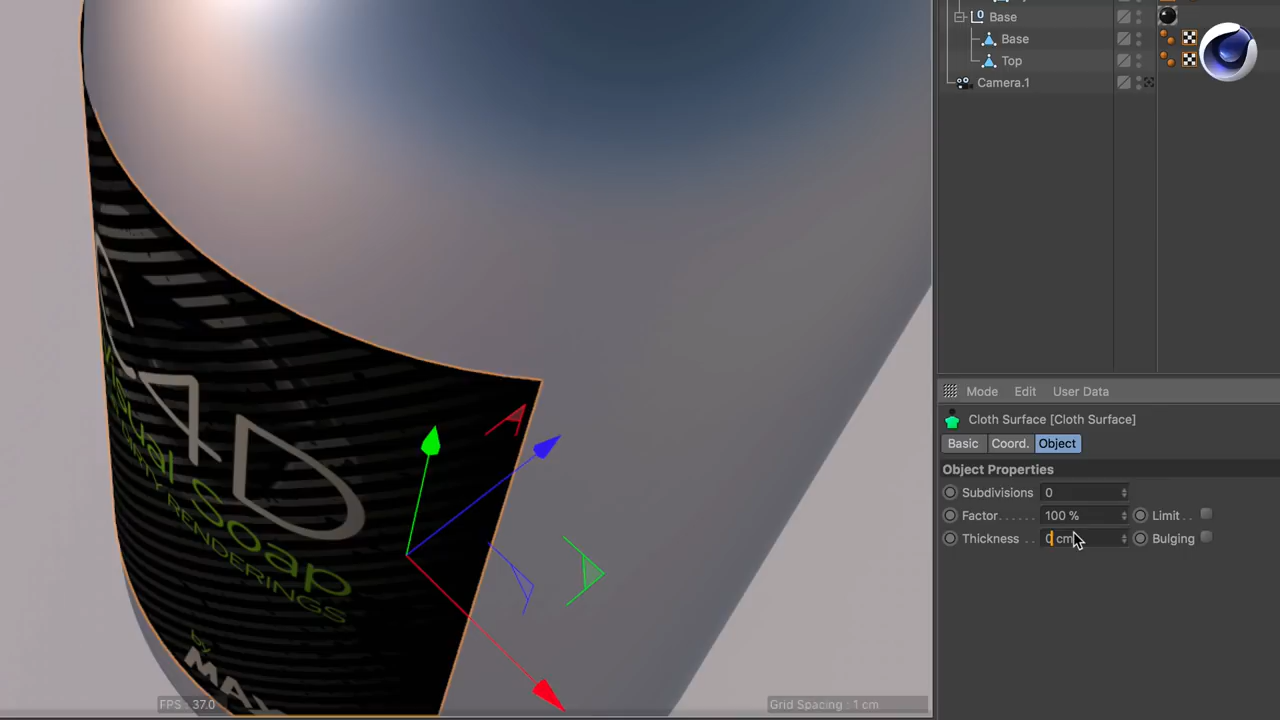 Base
Base
Top
Camera.1
Mode Edit User Data
Cloth Surface [Cloth Surface]
Basic Coord. Object
Object Properties
Subdivisions 0
Factor 100 % Limit
Thickness 0 cm Bulging
Soap
RENDERINGS
by
FPS : 37.0
Grid Spacing : 1 cm